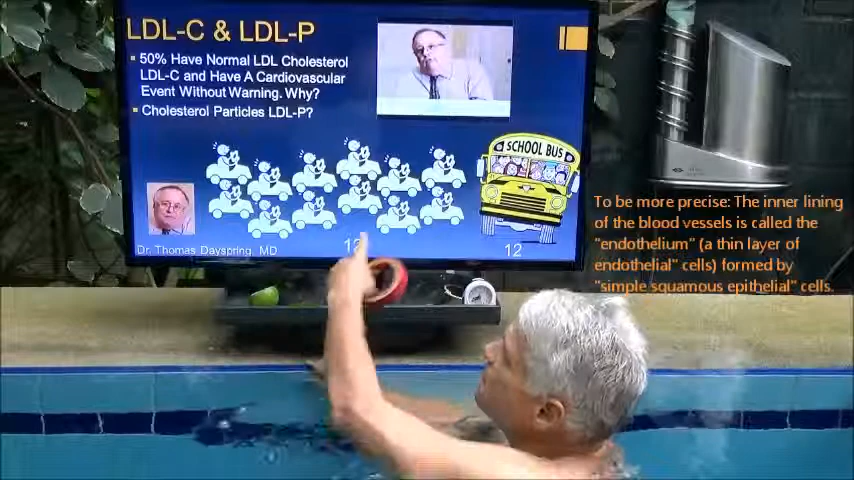 LDL-C & LDL-P
50% Have Normal LDL Cholesterol
LDL-C and Have A Cardiovascular
Event Without Warning. Why?
Cholesterol Particles LDL-P?
SCHOOL BUS
Dr. Thomas Dayspring, MD
12
12
To be more precise: The inner lining
of the blood vessels is called the
"endothelium" (a thin layer of
endothelial" cells) formed by
"simple squamous epithelial" cells.